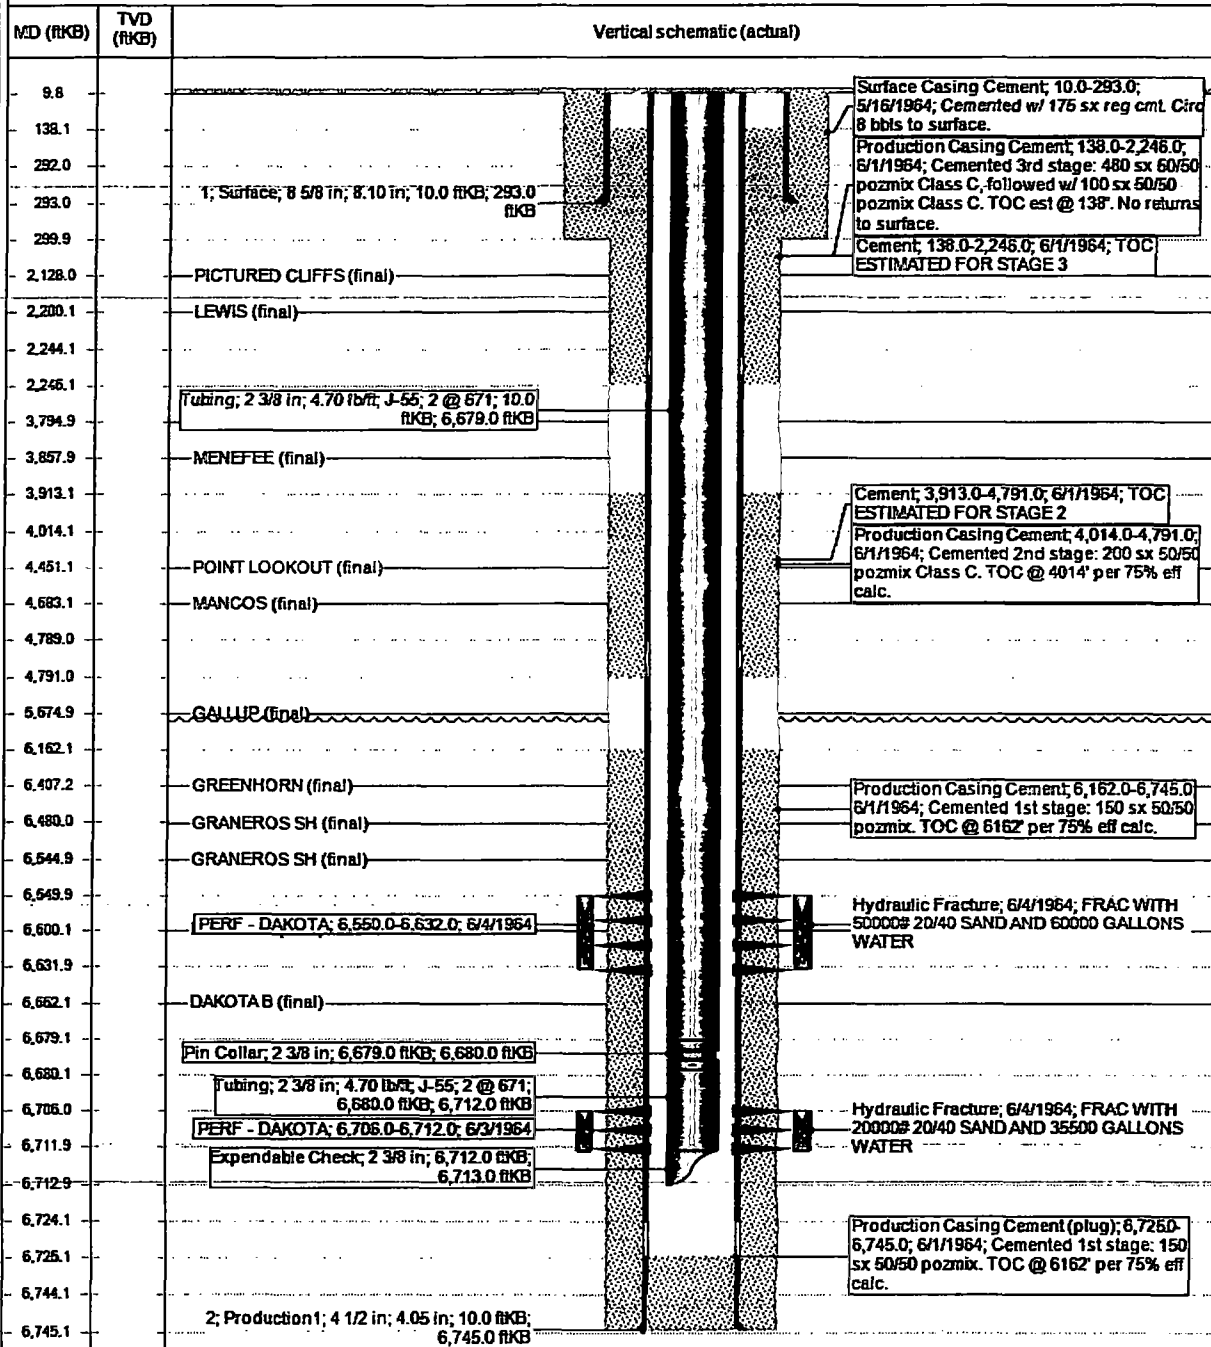 MD (ftKB)
TVD
(ftKB)
Vertical schematic (actual)
9.8
138.1
292.0
293.0
299.9
2,128.0
2,200.1
2,244.1
2,246.1
3,794.9
3,857.9
3,913.1
4,014.1
4,451.1
4,683.1
4,789.0
4,791.0
5,674.9
6,162.1
6,407.2
6,480.0
6,544.9
6,549.9
6,600.1
6,631.9
6,662.1
6,679.1
6,680.1
6,706.0
6,711.9
6,712.9
6,724.1
6,725.1
6,744.1
6,745.1
1; Surface; 8 5/8 in; 8.10 in; 10.0 ftKB; 293.0
ftKB
PICTURED CLIFFS (final)
LEWIS (final)
Tubing; 2 3/8 in; 4.70 lb/ft; J-55; 2 @ 671; 10.0
ftKB; 6,679.0 ftKB
MENEFEE (final)
POINT LOOKOUT (final)
MANCOS (final)
GALLUP (final)
GREENHORN (final)
GRANEROS SH (final)
GRANEROS SH (final)
PERF - DAKOTA; 6,550.0-6,632.0; 6/4/1964
DAKOTA B (final)
Pin Collar; 2 3/8 in; 6,679.0 ftKB; 6,680.0 ftKB
Tubing; 2 3/8 in; 4.70 lb/ft; J-55; 2 @ 671;
6,680.0 ftKB; 6,712.0 ftKB
PERF - DAKOTA; 6,706.0-6,712.0; 6/3/1964
Expendable Check; 2 3/8 in; 6,712.0 ftKB;
6,713.0 ftKB
2; Production1; 4 1/2 in; 4.05 in; 10.0 ftKB;
6,745.0 ftKB
Surface Casing Cement; 10.0-293.0;
5/16/1964; Cemented w/ 175 sx reg cmt. Circ
8 bbls to surface.
Production Casing Cement; 138.0-2,246.0;
6/1/1964; Cemented 3rd stage: 480 sx 60/50
pozmix Class C, followed w/ 100 sx 50/50
pozmix Class C. TOC est @ 138'. No returns
to surface.
Cement; 138.0-2,246.0; 6/1/1964; TOC
ESTIMATED FOR STAGE 3
Cement; 3,913.0-4,791.0; 6/1/1964; TOC
ESTIMATED FOR STAGE 2
Production Casing Cement; 4,014.0-4,791.0;
6/1/1964; Cemented 2nd stage: 200 sx 50/50
pozmix Class C. TOC @ 4014' per 75% eff
calc.
Production Casing Cement; 6,162.0-6,745.0
6/1/1964; Cemented 1st stage: 150 sx 50/50
pozmix. TOC @ 6162' per 75% eff calc.
Hydraulic Fracture; 6/4/1964; FRAC WITH
50000# 20/40 SAND AND 60000 GALLONS
WATER
Hydraulic Fracture; 6/4/1964; FRAC WITH
20000# 20/40 SAND AND 35500 GALLONS
WATER
Production Casing Cement (plug); 6,725.0-
6,745.0; 6/1/1964; Cemented 1st stage: 150
sx 50/50 pozmix. TOC @ 6162' per 75% eff
calc.